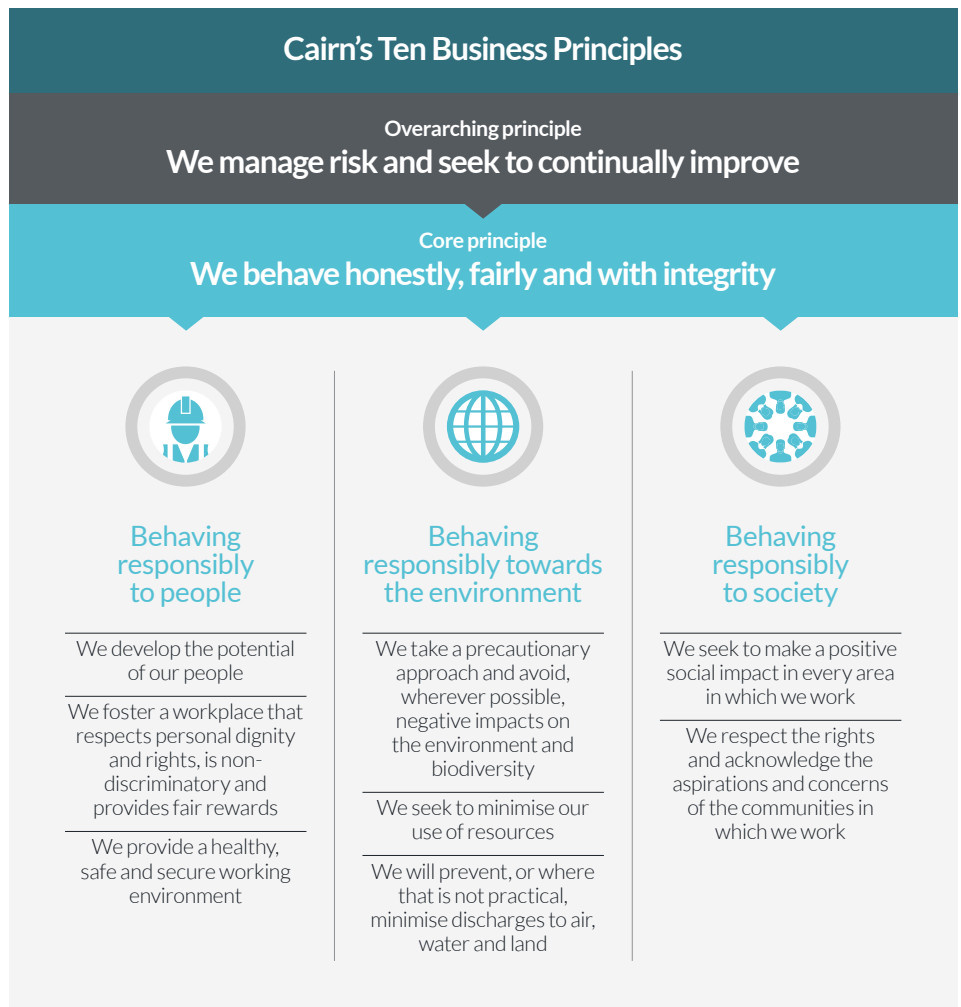 Cairn's Ten Business Principles
Overarching principle
We manage risk and seek to continually improve
Core principle
We behave honestly, fairly and with integrity
Behaving
responsibly
to people
We develop the potential
of our people
We foster a workplace that
respects personal dignity
and rights, is non-
discriminatory and
provides fair rewards
We provide a healthy,
safe and secure working
environment
Behaving
responsibly towards
the environment
We take a precautionary
approach and avoid,
wherever possible,
negative impacts on
the environment and
biodiversity
We seek to minimise our
use of resources
We will prevent, or where
that is not practical,
minimise discharges to air,
water and land
Behaving
responsibly
to society
We seek to make a positive
social impact in every area
in which we work
We respect the rights
and acknowledge the
aspirations and concerns
of the communities in
which we work